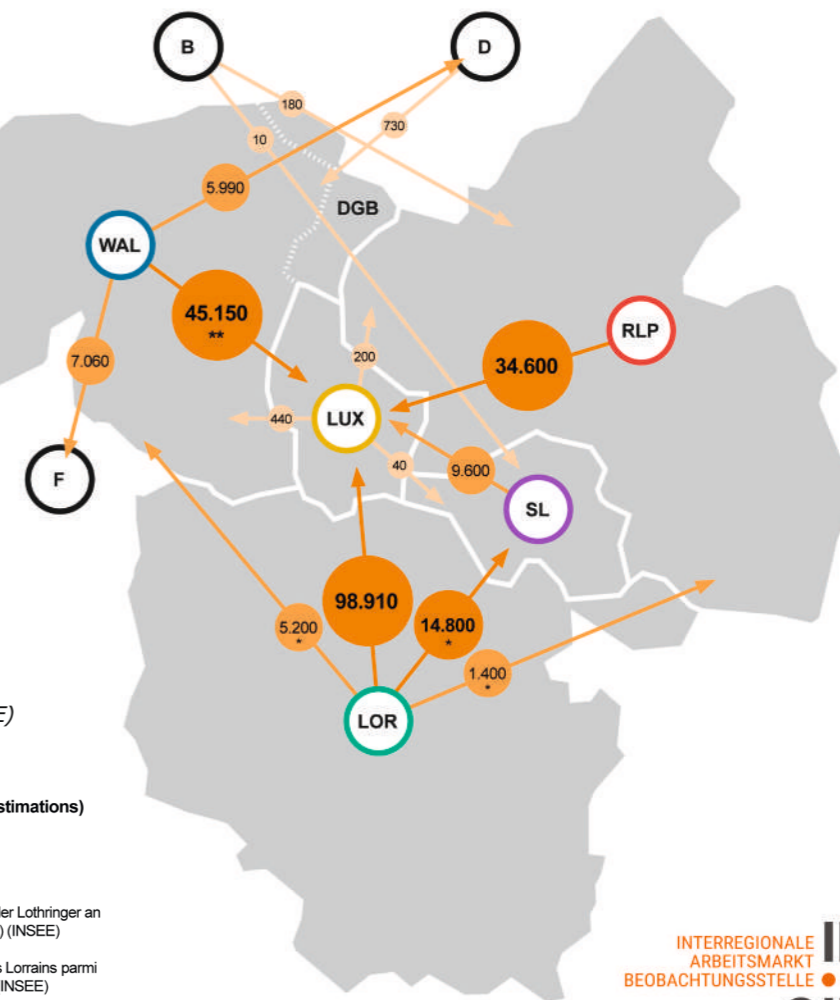 B
D
180
730
10
5.990
DGB
WAL
45.150
**
RLP
200
34.600
7.060
LUX
440
40
9.600
F
SL
98.910
14.800
*
5.200
*
1.400
*
LOR
E)
stimations)
der Lothringer an
) (INSEE)
s Lorrains parmi
INSEE)
INTERREGIONALE
ARBEITSMARKT
BEOBACHTUNGSSTELLE